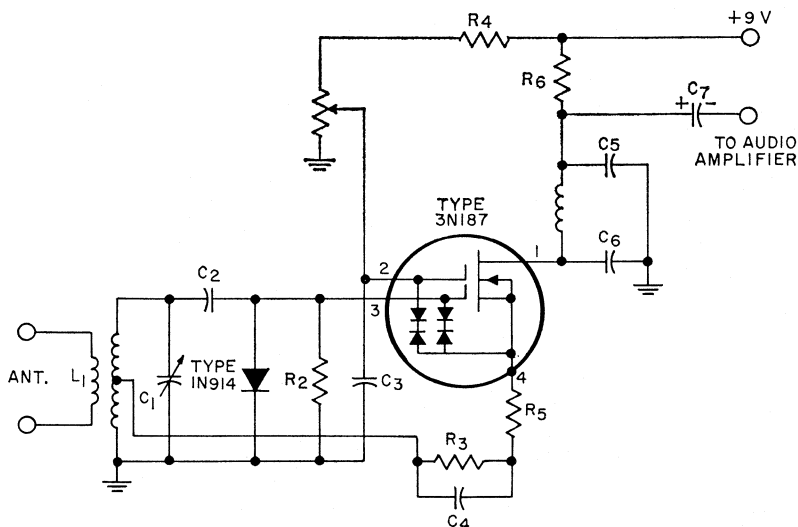 R4
+9 V
R6
C7
+ −
TO AUDIO
AMPLIFIER
C5
TYPE
3N187
1
C6
2
C2
3
ANT.
L1
C1
TYPE
1N914
R2
C3
4
R5
R3
C4